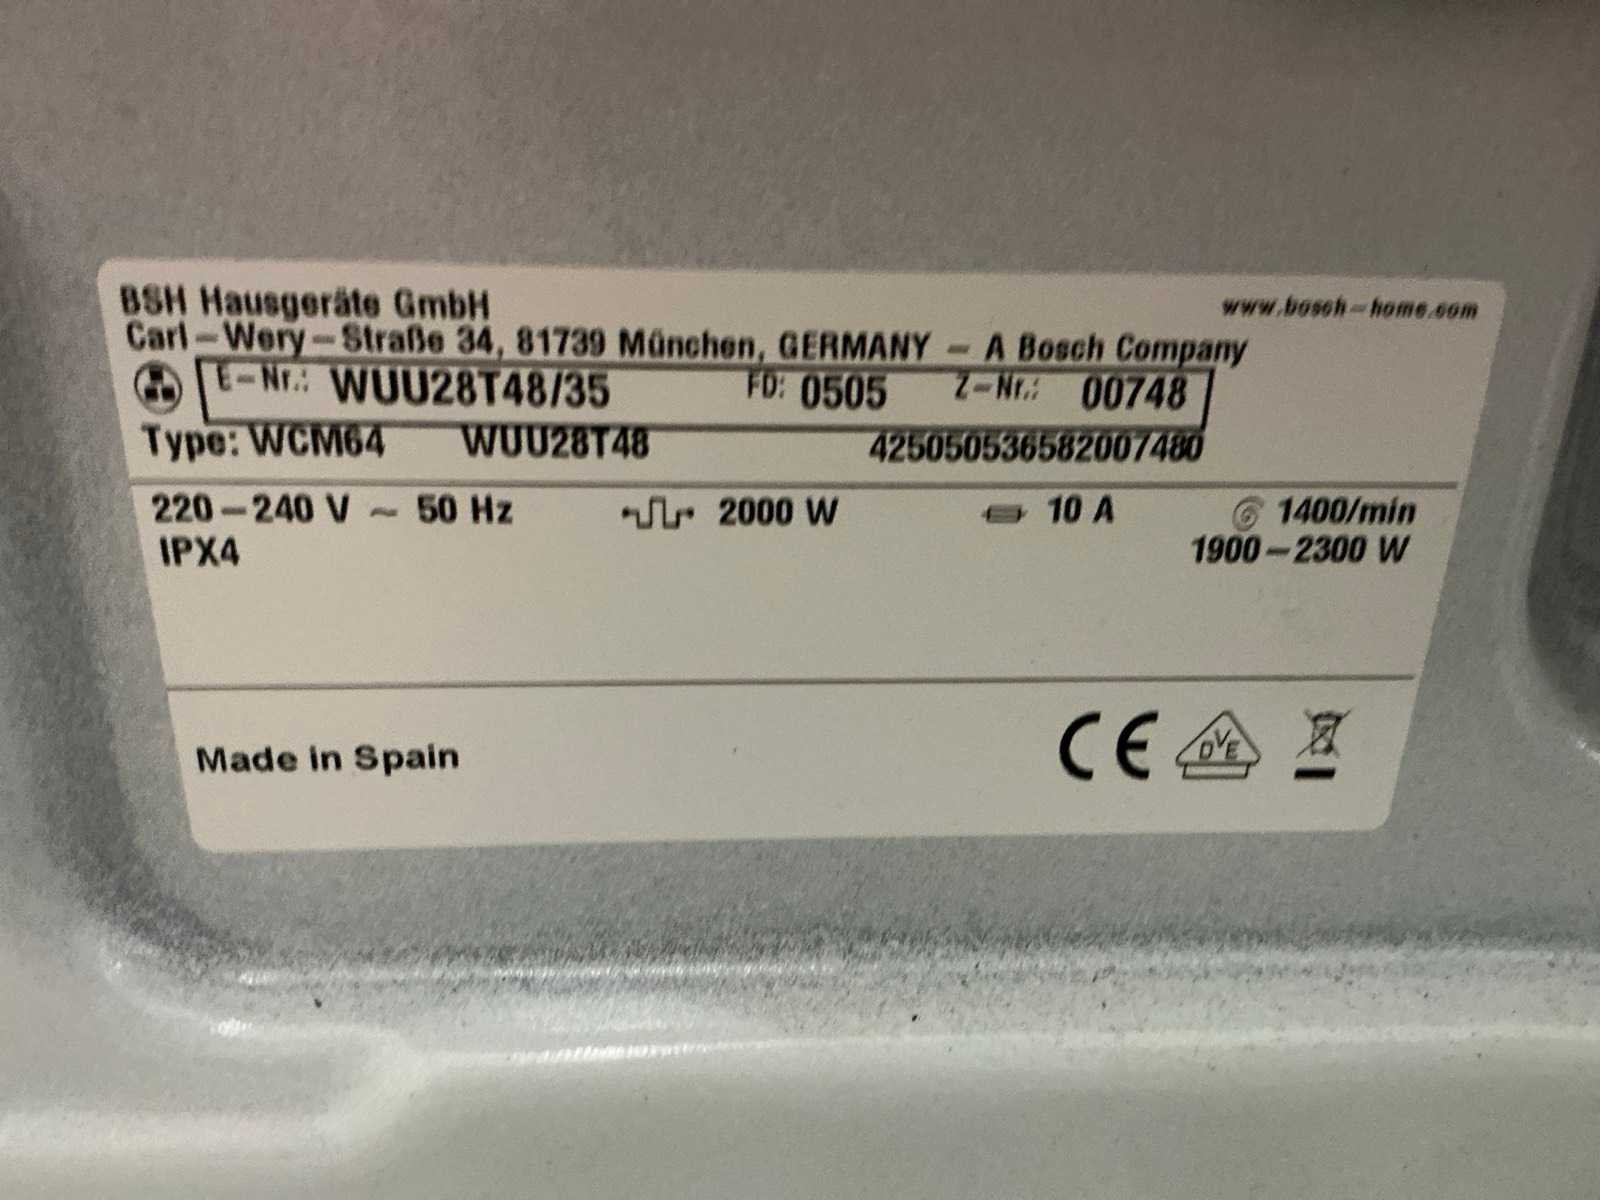 BSH Hausgeräte GmbH
www.bosch-home.com
Carl-Wery-Straße 34, 81739 München, GERMANY - A Bosch Company
E-Nr.: WUU28T48/35 FD: 0505 Z-Nr.: 00748
Type: WCM64 WUU28T48 425050536582007480
220-240 V ~ 50 Hz 2000 W 10 A 1400/min
IPX4 1900-2300 W
Made in Spain CE DVE